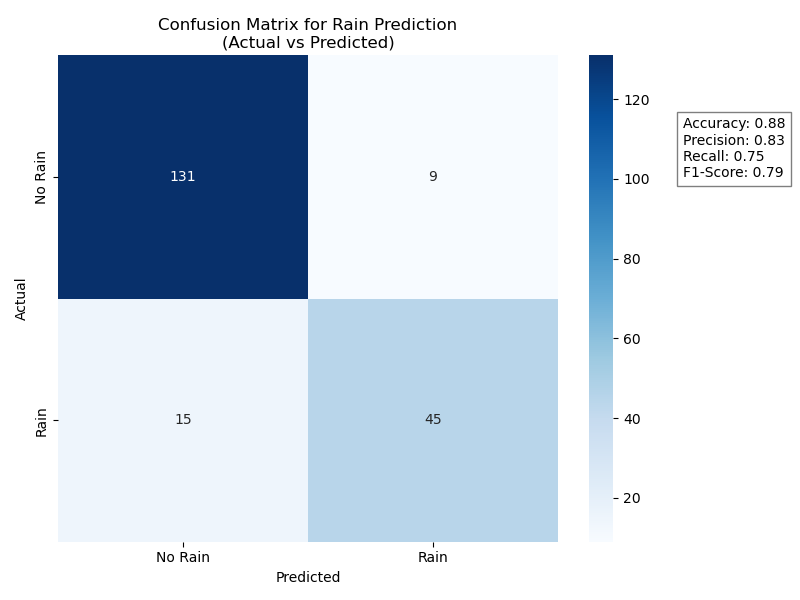 Confusion Matrix for Rain Prediction
(Actual vs Predicted)
Actual
No Rain
Rain
131
9
15
45
No Rain
Rain
Predicted
120
100
80
60
40
20
Accuracy: 0.88
Precision: 0.83
Recall: 0.75
F1-Score: 0.79